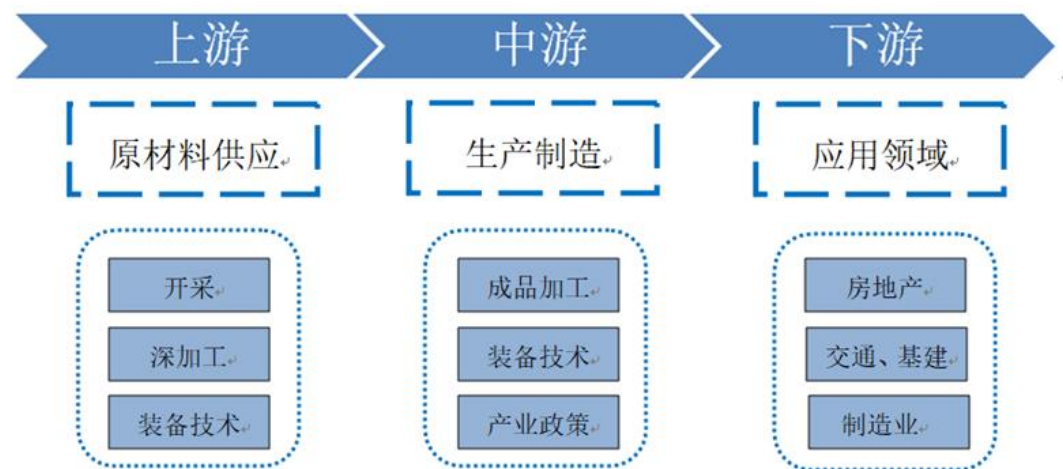 上游 中游 下游
原材料供应 生产制造 应用领域
开采 成品加工 房地产
深加工 装备技术 交通、基建
装备技术 产业政策 制造业